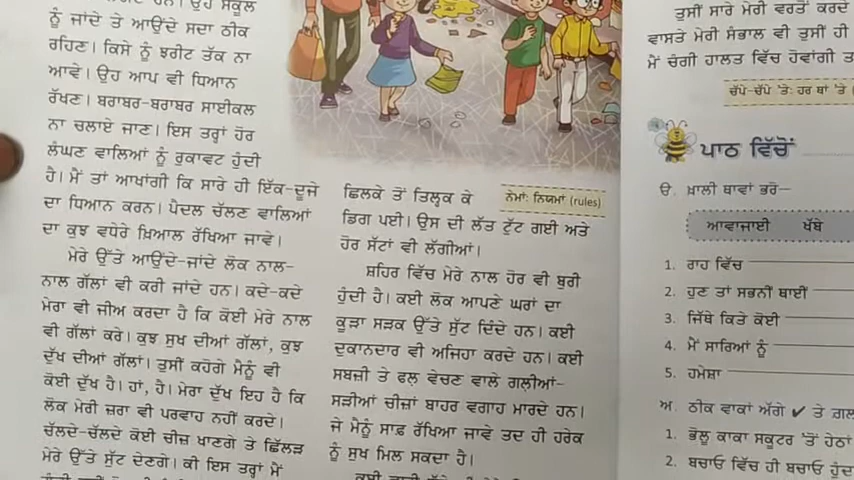 ਨੂੰ ਜਾਂਦੇ ਤੇ ਆਉਂਦੇ ਸਦਾ ਠੀਕ
ਰਹਿਣ। ਕਿਸੇ ਨੂੰ ਝਰੀਟ ਤੱਕ ਨਾ
ਆਵੇ। ਉਹ ਆਪ ਵੀ ਧਿਆਨ
ਰੱਖਣ। ਬਰਾਬਰ-ਬਰਾਬਰ ਸਾਈਕਲ
ਨਾ ਚਲਾਏ ਜਾਣ। ਇਸ ਤਰ੍ਹਾਂ ਹੋਰ
ਲੰਘਣ ਵਾਲਿਆਂ ਨੂੰ ਰੁਕਾਵਟ ਹੁੰਦੀ
ਹੈ। ਮੈਂ ਤਾਂ ਆਖਾਂਗੀ ਕਿ ਸਾਰੇ ਹੀ ਇੱਕ-ਦੂਜੇ
ਦਾ ਧਿਆਨ ਕਰਨ। ਪੈਦਲ ਚੱਲਣ ਵਾਲਿਆਂ
ਦਾ ਕੁਝ ਵਧੇਰੇ ਖ਼ਿਆਲ ਰੱਖਿਆ ਜਾਵੇ।
ਮੇਰੇ ਉੱਤੇ ਆਉਂਦੇ-ਜਾਂਦੇ ਲੋਕ ਨਾਲ-
ਨਾਲ ਗੱਲਾਂ ਵੀ ਕਰੀ ਜਾਂਦੇ ਹਨ। ਕਦੇ-ਕਦੇ
ਮੇਰਾ ਵੀ ਜੀਅ ਕਰਦਾ ਹੈ ਕਿ ਕੋਈ ਮੇਰੇ ਨਾਲ
ਵੀ ਗੱਲਾਂ ਕਰੇ। ਕੁਝ ਸੁਖ ਦੀਆਂ ਗੱਲਾਂ, ਕੁਝ
ਦੁੱਖ ਦੀਆਂ ਗੱਲਾਂ। ਤੁਸੀਂ ਕਹੋਗੇ ਮੈਨੂੰ ਵੀ
ਕੋਈ ਦੁੱਖ ਹੈ। ਹਾਂ, ਹੈ। ਮੇਰਾ ਦੁੱਖ ਇਹ ਹੈ ਕਿ
ਲੋਕ ਮੇਰੀ ਜ਼ਰਾ ਵੀ ਪਰਵਾਹ ਨਹੀਂ ਕਰਦੇ।
ਚੱਲਦੇ-ਚੱਲਦੇ ਕੋਈ ਚੀਜ਼ ਖਾਣਗੇ ਤੇ ਛਿੱਲੜ
ਮੇਰੇ ਉੱਤੇ ਸੁੱਟ ਦੇਣਗੇ। ਕੀ ਇਸ ਤਰ੍ਹਾਂ ਮੈਂ
ਛਿਲਕੇ ਤੋਂ ਤਿਲ੍ਹਕ ਕੇ
ਡਿਗ ਪਈ। ਉਸ ਦੀ ਲੱਤ ਟੁੱਟ ਗਈ ਅਤੇ
ਹੋਰ ਸੱਟਾਂ ਵੀ ਲੱਗੀਆਂ।
ਨੇਮਾਂ: ਨਿਯਮਾਂ (rules)
ਸ਼ਹਿਰ ਵਿੱਚ ਮੇਰੇ ਨਾਲ ਹੋਰ ਵੀ ਬੁਰੀ
ਹੁੰਦੀ ਹੈ। ਕਈ ਲੋਕ ਆਪਣੇ ਘਰਾਂ ਦਾ
ਕੂੜਾ ਸੜਕ ਉੱਤੇ ਸੁੱਟ ਦਿੰਦੇ ਹਨ। ਕਈ
ਦੁਕਾਨਦਾਰ ਵੀ ਅਜਿਹਾ ਕਰਦੇ ਹਨ। ਕਈ
ਸਬਜ਼ੀ ਤੇ ਫਲ਼ ਵੇਚਣ ਵਾਲੇ ਗਲ਼ੀਆਂ-
ਸੜੀਆਂ ਚੀਜ਼ਾਂ ਬਾਹਰ ਵਗਾਹ ਮਾਰਦੇ ਹਨ।
ਜੇ ਮੈਨੂੰ ਸਾਫ਼ ਰੱਖਿਆ ਜਾਵੇ ਤਦ ਹੀ ਹਰੇਕ
ਨੂੰ ਸੁਖ ਮਿਲ ਸਕਦਾ ਹੈ।
ਤੁਸੀਂ ਸਾਰੇ ਮੇਰੀ ਵਰਤੋਂ ਕਰਦੇ
ਵਾਸਤੇ ਮੇਰੀ ਸੰਭਾਲ ਵੀ ਤੁਸੀਂ ਹੀ
ਮੈਂ ਚੰਗੀ ਹਾਲਤ ਵਿੱਚ ਹੋਵਾਂਗੀ
ਚੱਪੇ-ਚੱਪੇ 'ਤੇ: ਹਰ ਥਾਂ 'ਤੇ
ਪਾਠ ਵਿੱਚੋਂ
ੳ. ਖ਼ਾਲੀ ਥਾਵਾਂ ਭਰੋ—
ਆਵਾਜਾਈ ਖੱਬੇ
1. ਰਾਹ ਵਿੱਚ
2. ਹੁਣ ਤਾਂ ਸਭਨੀਂ ਥਾਈਂ
3. ਜਿੱਥੇ ਕਿਤੇ ਕੋਈ
4. ਮੈਂ ਸਾਰਿਆਂ ਨੂੰ
5. ਹਮੇਸ਼ਾ
ਅ. ਠੀਕ ਵਾਕਾਂ ਅੱਗੇ ✔ ਤੇ
1. ਭੋਲੂ ਕਾਕਾ ਸਕੂਟਰ 'ਤੋਂ ਹੇਠਾਂ
2. ਬਚਾਓ ਵਿੱਚ ਹੀ ਬਚਾਓ ਹੁੰਦਾ